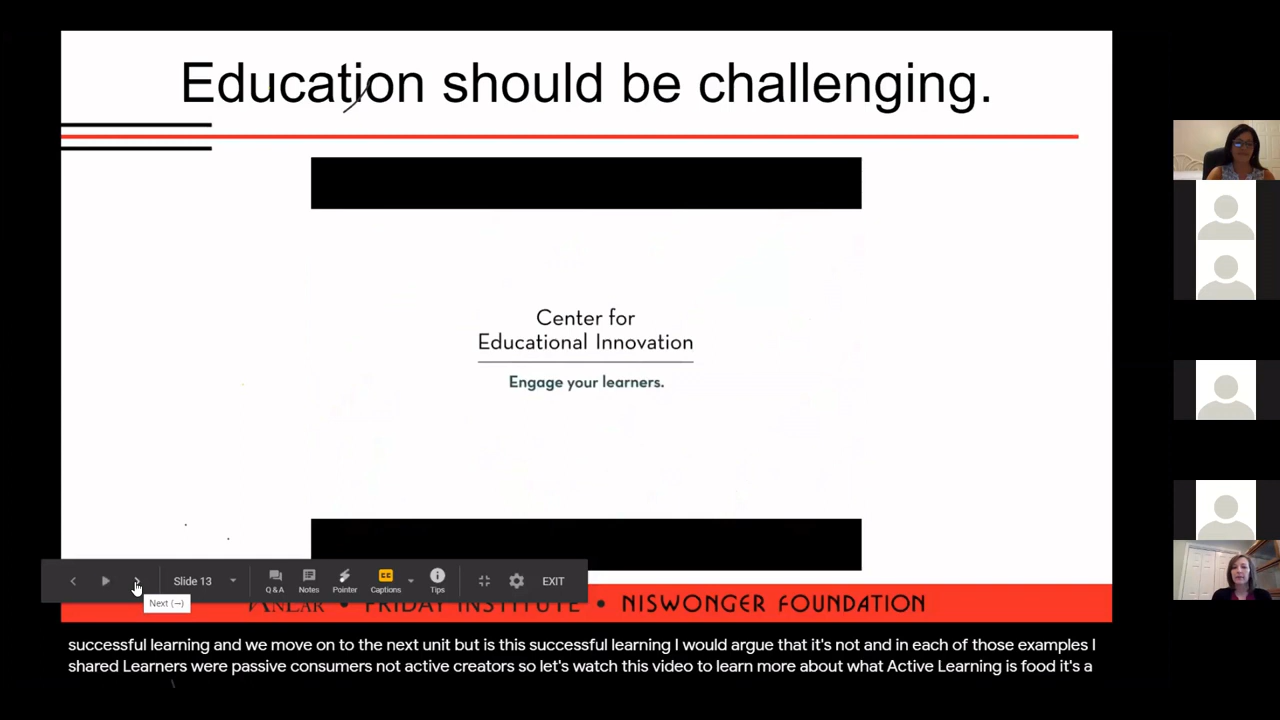 Education should be challenging.
Center for
Educational Innovation
Engage your learners.
Slide 13
Q & A
Notes
Pointer
CC
Captions
Tips
EXIT
Next (→)
FRIDAY INSTITUTE • NISWONGER FOUNDATION
successful learning and we move on to the next unit but is this successful learning I would argue that it's not and in each of those examples I
shared Learners were passive consumers not active creators so let's watch this video to learn more about what Active Learning is food it's a